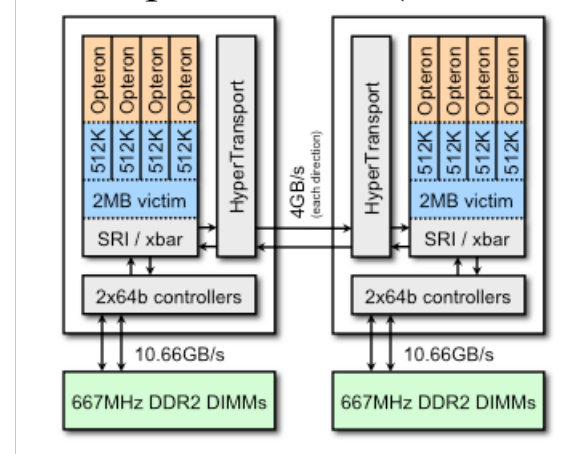 Opteron
Opteron
Opteron
Opteron
512K
512K
512K
512K
2MB victim
SRI / xbar
HyperTransport
2x64b controllers
10.66GB/s
667MHz DDR2 DIMMs
4GB/s
(each direction)
HyperTransport
Opteron
Opteron
Opteron
Opteron
512K
512K
512K
512K
2MB victim
SRI / xbar
2x64b controllers
10.66GB/s
667MHz DDR2 DIMMs